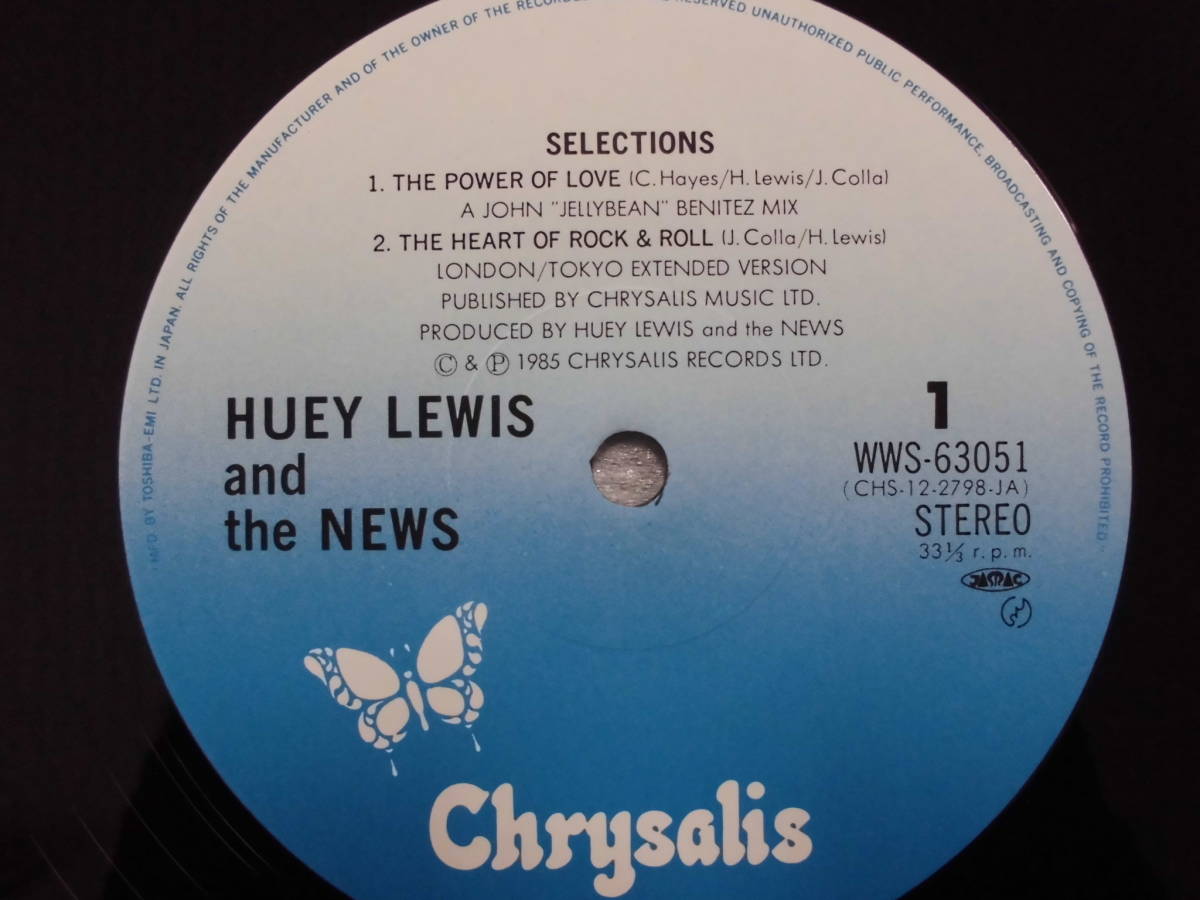 "MFD. BY TOSHIBA-EMI LTD. IN JAPAN. ALL RIGHTS OF THE MANUFACTURER AND OF THE OWNER OF THE RECORDED RESERVED UNAUTHORIZED PUBLIC PERFORMANCE, BROADCASTING AND COPYING OF THE RECORD PROHIBITED"
SELECTIONS
1. THE POWER OF LOVE (C. Hayes/H. Lewis/J. Colla)
A JOHN "JELLYBEAN" BENITEZ MIX
2. THE HEART OF ROCK & ROLL (J. Colla/H. Lewis)
LONDON/TOKYO EXTENDED VERSION
PUBLISHED BY CHRYSALIS MUSIC LTD.
PRODUCED BY HUEY LEWIS and the NEWS
Ⓒ & Ⓟ 1985 CHRYSALIS RECORDS LTD.
HUEY LEWIS
and
the NEWS
1
WWS-63051
(CHS-12-2798-JA)
STEREO
33⅓ r.p.m.
JASRAC
Chrysalis